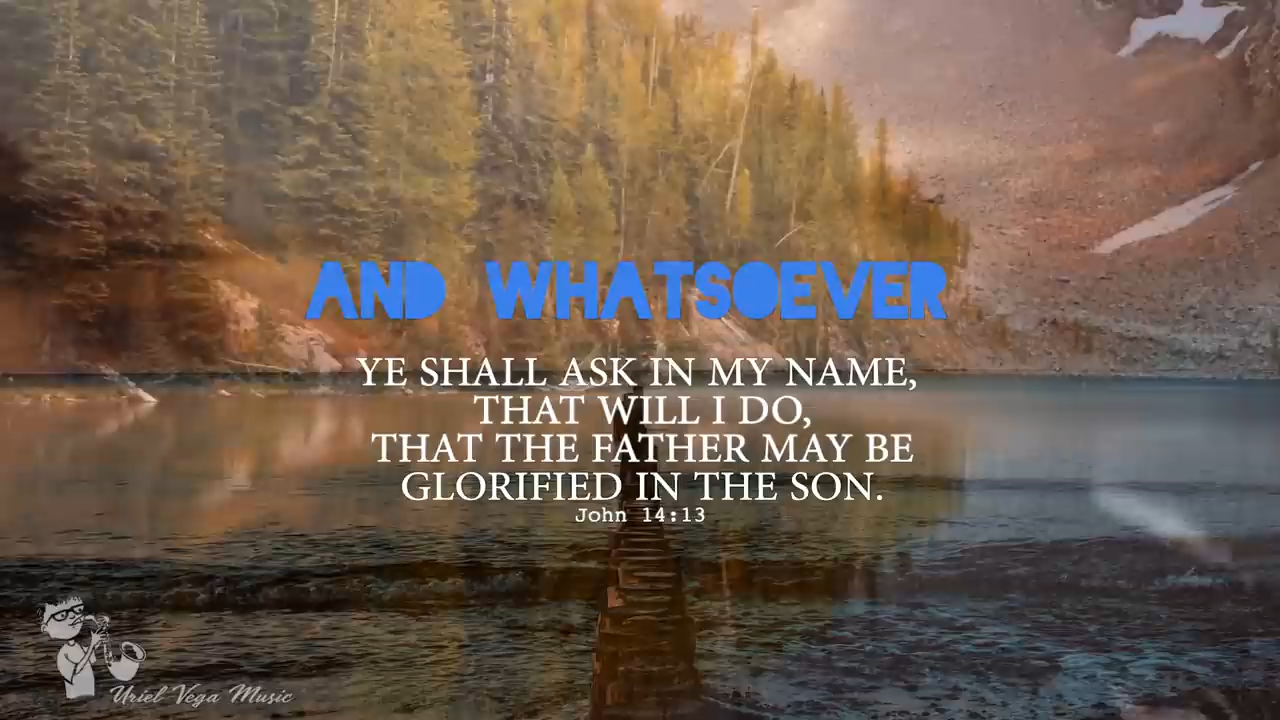 AND WHATSOEVER
YE SHALL ASK IN MY NAME,
THAT WILL I DO,
THAT THE FATHER MAY BE
GLORIFIED IN THE SON.
John 14:13
Uriel Vega Music